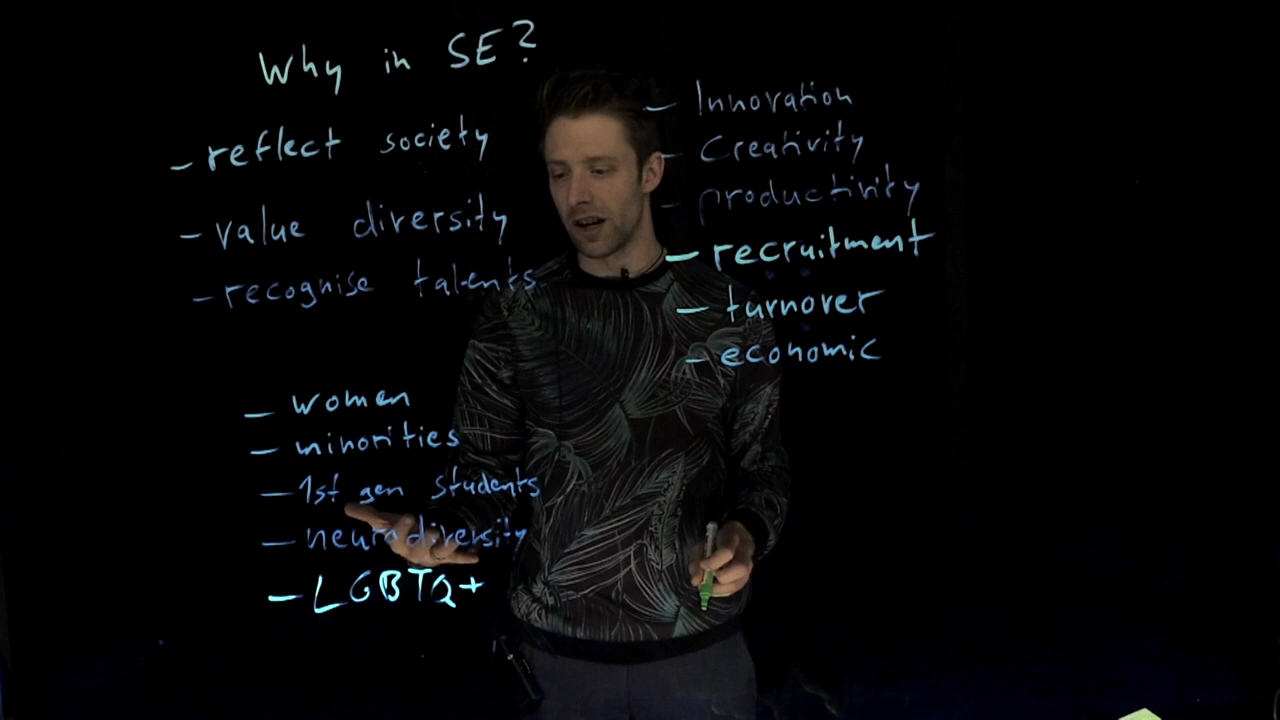 Why in SE?
- reflect society
- value diversity
- recognise talents
- women
- minorities
- 1st gen students
- neurodiversity
- LGBTQ+
- Innovation
- Creativity
- productivity
- recruitment
- turnover
- economic